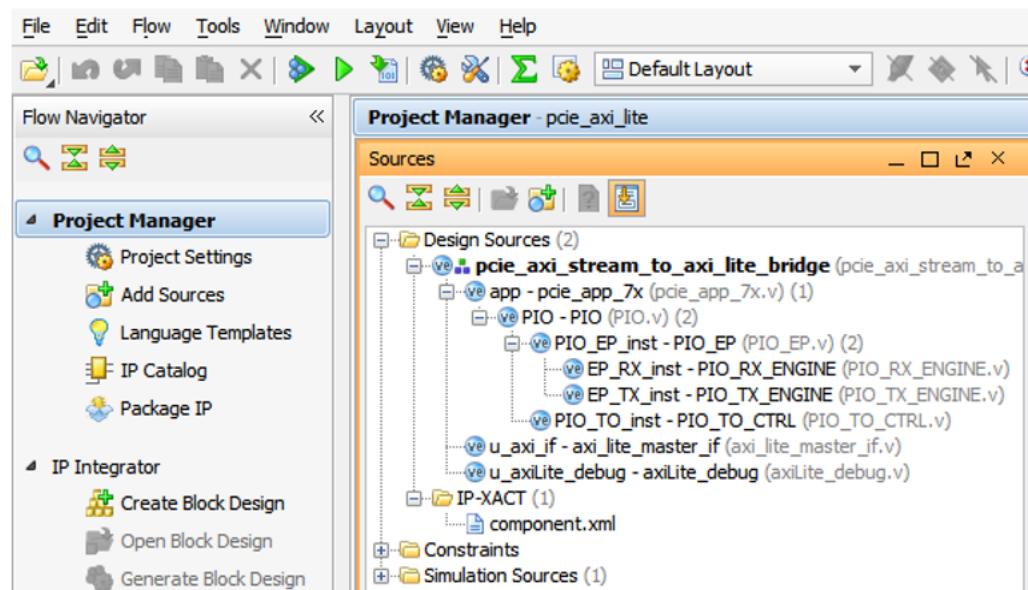 File Edit Flow Tools Window Layout View Help
Default Layout
Flow Navigator
Project Manager
Project Settings
Add Sources
Language Templates
IP Catalog
Package IP
IP Integrator
Create Block Design
Open Block Design
Generate Block Design
Project Manager - pcie_axi_lite
Sources
Design Sources (2)
pcie_axi_stream_to_axi_lite_bridge (pcie_axi_stream_to_a
app - pcie_app_7x (pcie_app_7x.v) (1)
PIO - PIO (PIO.v) (2)
PIO_EP_inst - PIO_EP (PIO_EP.v) (2)
EP_RX_inst - PIO_RX_ENGINE (PIO_RX_ENGINE.v)
EP_TX_inst - PIO_TX_ENGINE (PIO_TX_ENGINE.v)
PIO_TO_inst - PIO_TO_CTRL (PIO_TO_CTRL.v)
u_axi_if - axi_lite_master_if (axi_lite_master_if.v)
u_axiLite_debug - axiLite_debug (axiLite_debug.v)
IP-XACT (1)
component.xml
Constraints
Simulation Sources (1)